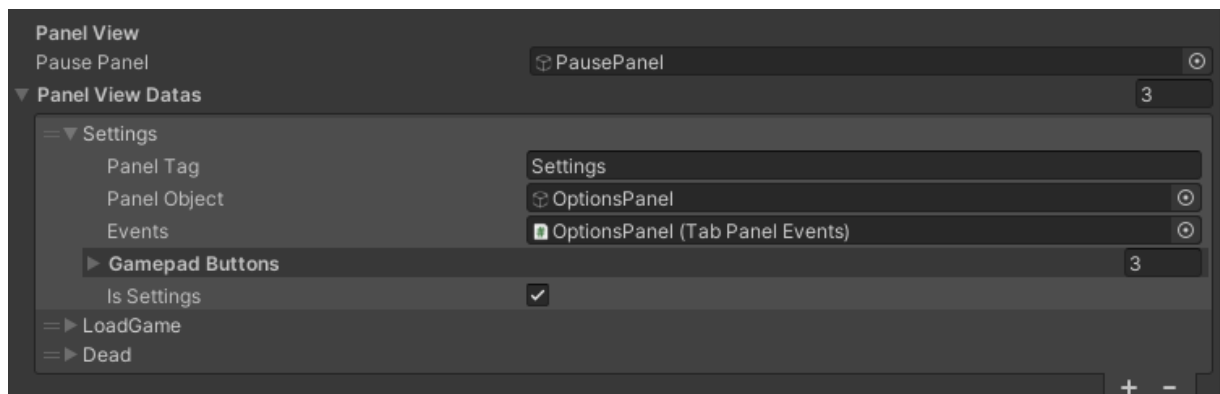 Panel View
Pause Panel PausePanel
Panel View Datas 3
Settings
Panel Tag Settings
Panel Object OptionsPanel
Events OptionsPanel (Tab Panel Events)
Gamepad Buttons 3
Is Settings
LoadGame
Dead
+ -